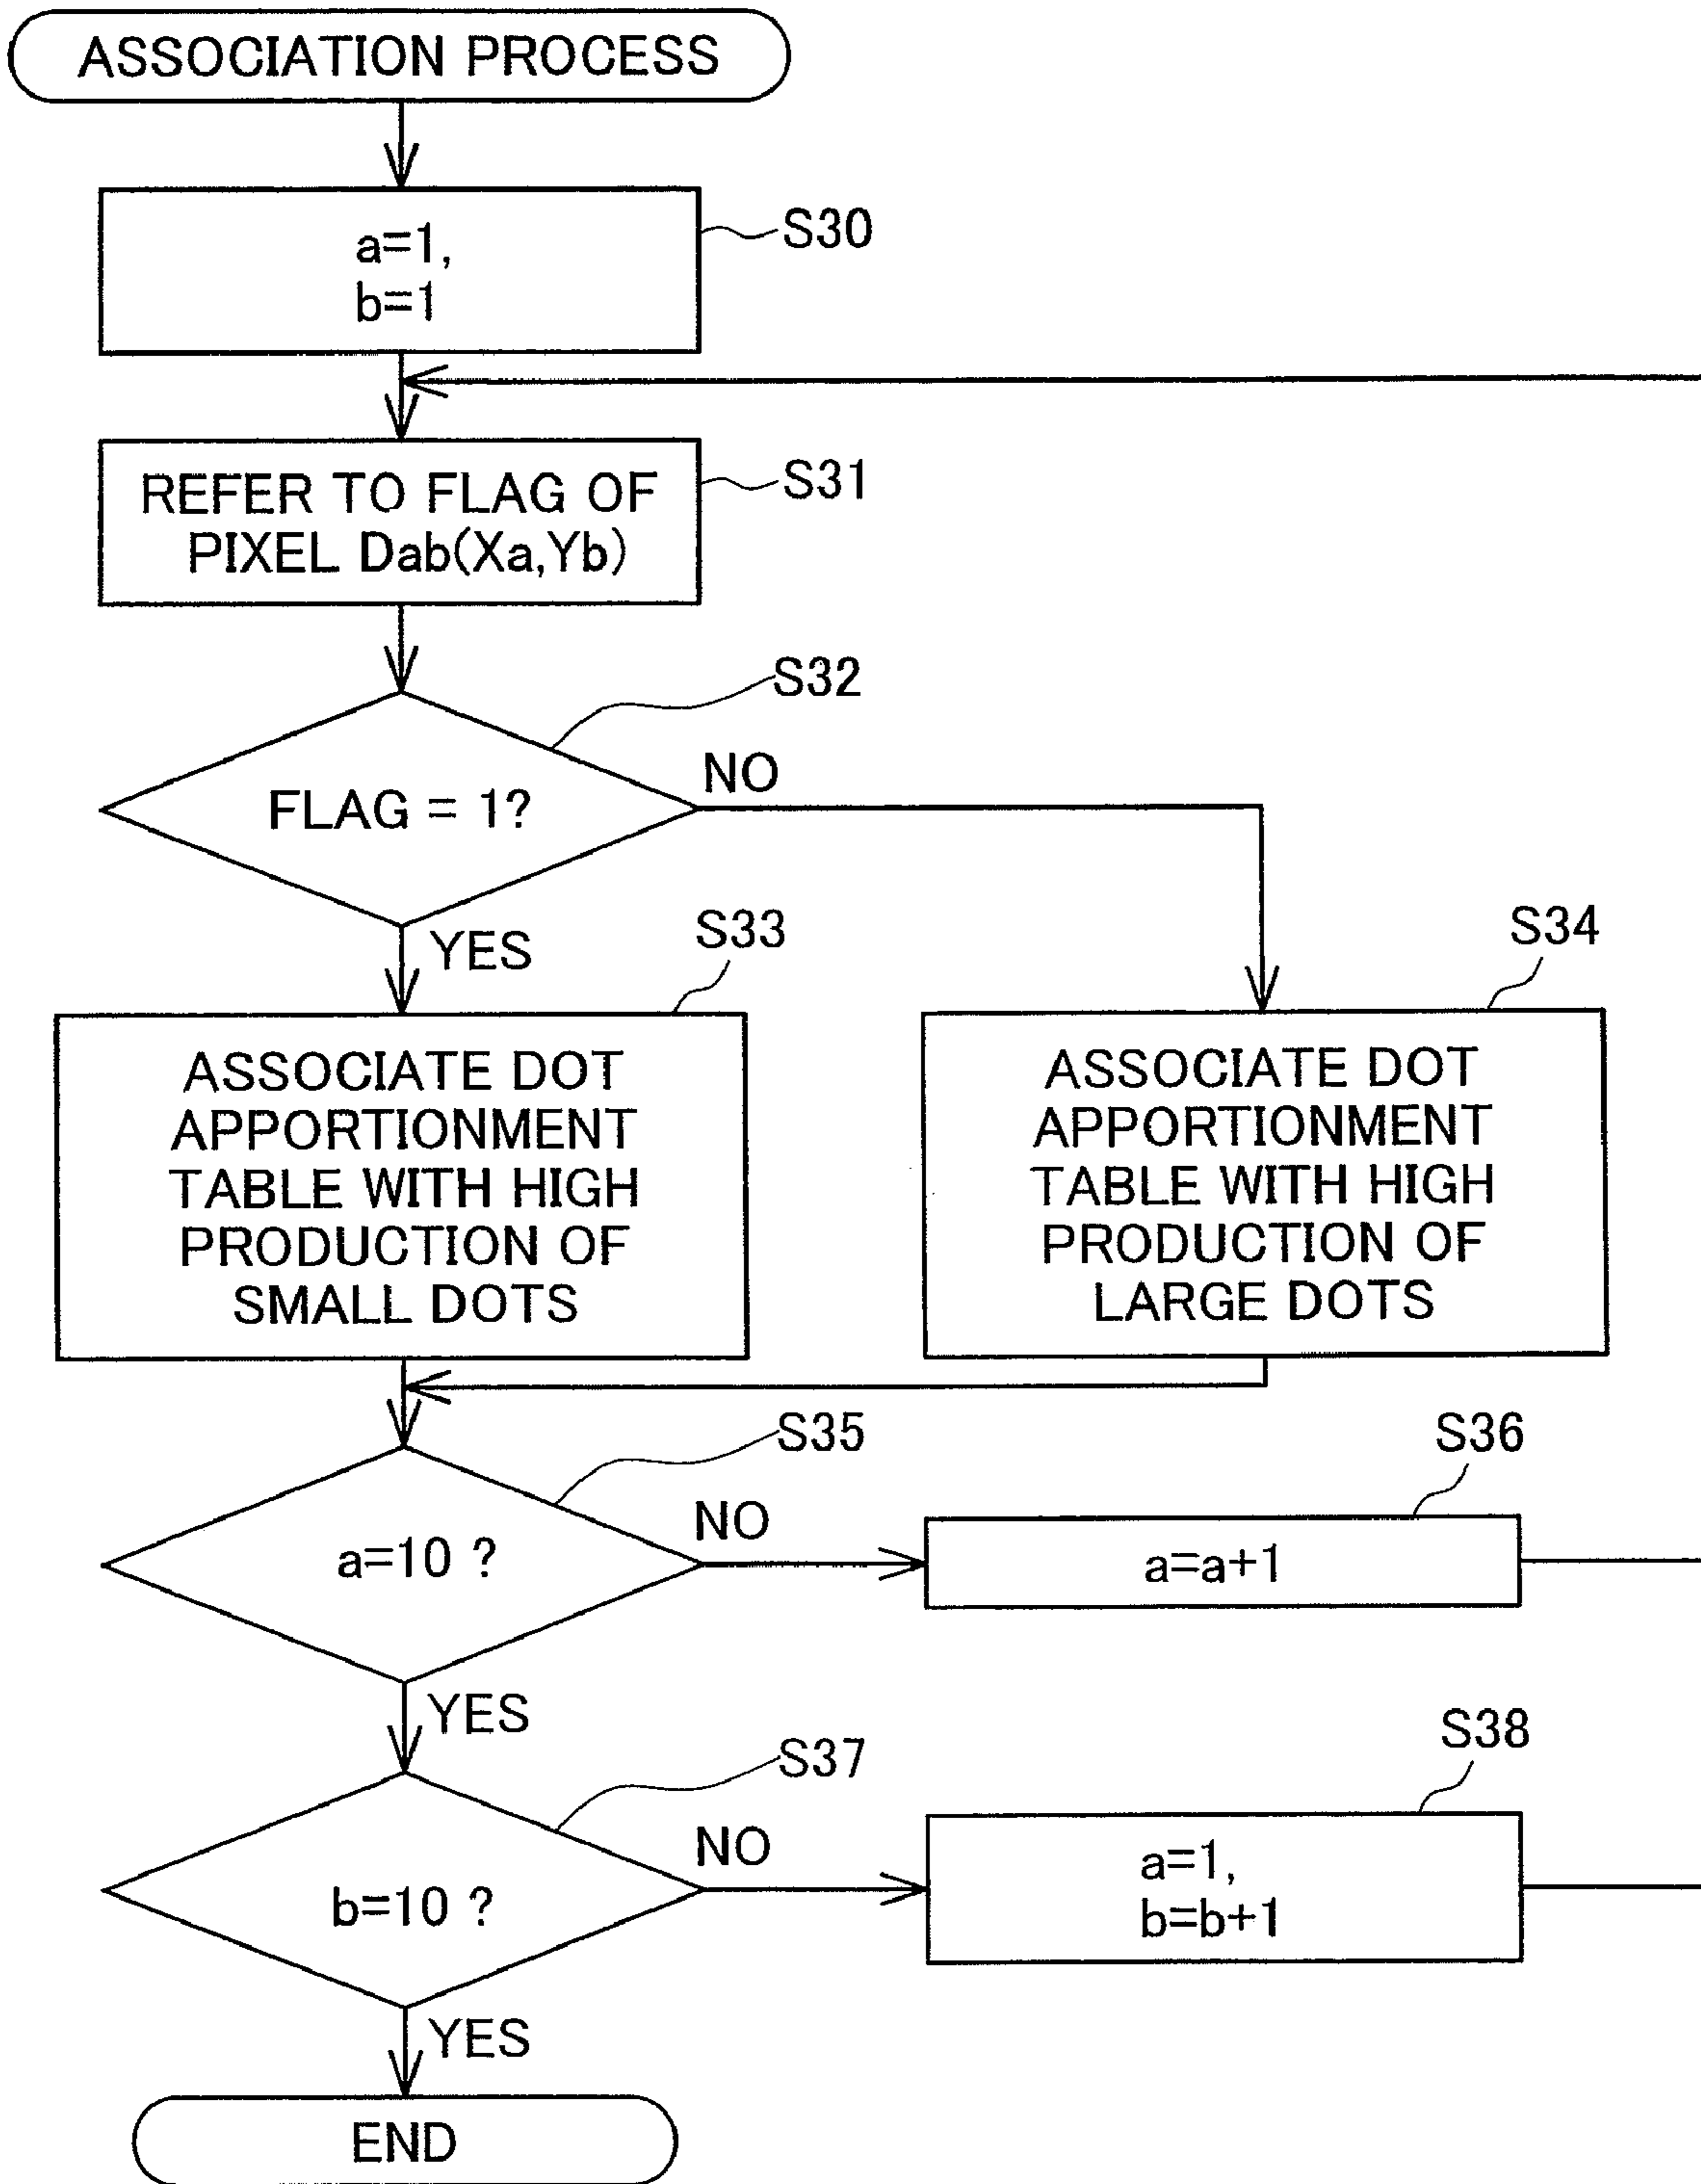 ASSOCIATION PROCESS
S30
a=1,
b=1
S31
REFER TO FLAG OF
PIXEL Dab(Xa,Yb)
S32
NO
FLAG = 1?
YES
S33
S34
ASSOCIATE DOT
APPORTIONMENT
TABLE WITH HIGH
PRODUCTION OF
SMALL DOTS
ASSOCIATE DOT
APPORTIONMENT
TABLE WITH HIGH
PRODUCTION OF
LARGE DOTS
S35
S36
NO
a=10 ?
a=a+1
YES
S37
S38
NO
b=10 ?
a=1,
b=b+1
YES
END